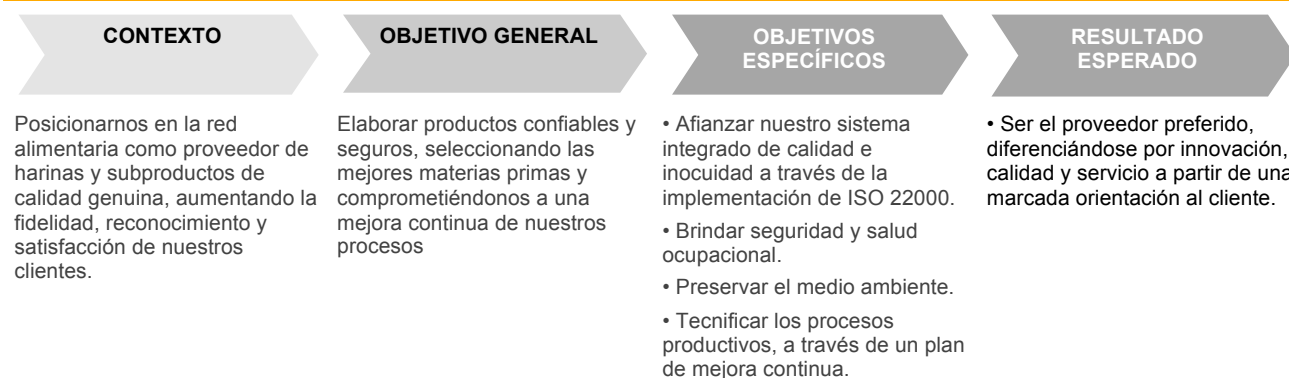 CONTEXTO
Posicionarnos en la red
alimentaria como proveedor de
harinas y subproductos de
calidad genuina, aumentando la
fidelidad, reconocimiento y
satisfacción de nuestros
clientes.
OBJETIVO GENERAL
Elaborar productos confiables y
seguros, seleccionando las
mejores materias primas y
comprometiéndonos a una
mejora continua de nuestros
procesos
OBJETIVOS
ESPECÍFICOS
• Afianzar nuestro sistema
integrado de calidad e
inocuidad a través de la
implementación de ISO 22000.
• Brindar seguridad y salud
ocupacional.
• Preservar el medio ambiente.
• Tecnificar los procesos
productivos, a través de un plan
de mejora continua.
RESULTADO
ESPERADO
• Ser el proveedor preferido,
diferenciándose por innovación,
calidad y servicio a partir de una
marcada orientación al cliente.